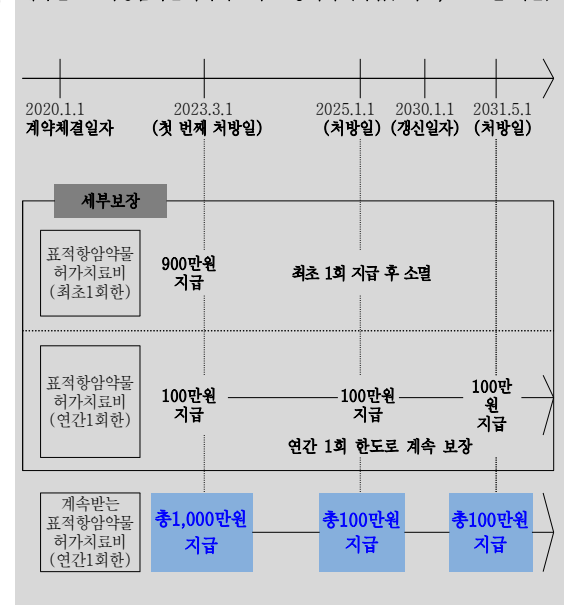 2020.1.1
계약체결일자
2023.3.1
(첫 번째 처방일)
2025.1.1
(처방일)
2030.1.1
(갱신일자)
2031.5.1
(처방일)
세부보장
표적항암약물
허가치료비
(최초1회한)
900만원
지급
최초 1회 지급 후 소멸
표적항암약물
허가치료비
(연간1회한)
100만원
지급
100만원
지급
100만
원
지급
연간 1회 한도로 계속 보장
계속받는
표적항암약물
허가치료비
(연간1회한)
총1,000만원
지급
총100만원
지급
총100만원
지급